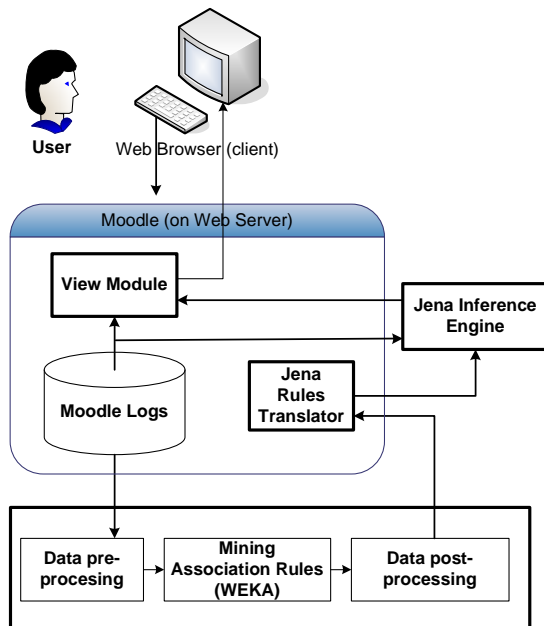 User
Web Browser (client)
Moodle (on Web Server)
View Module
Jena Inference
Engine
Jena
Rules
Translator
Moodle Logs
Data pre-
procesing
Mining
Association Rules
(WEKA)
Data post-
processing